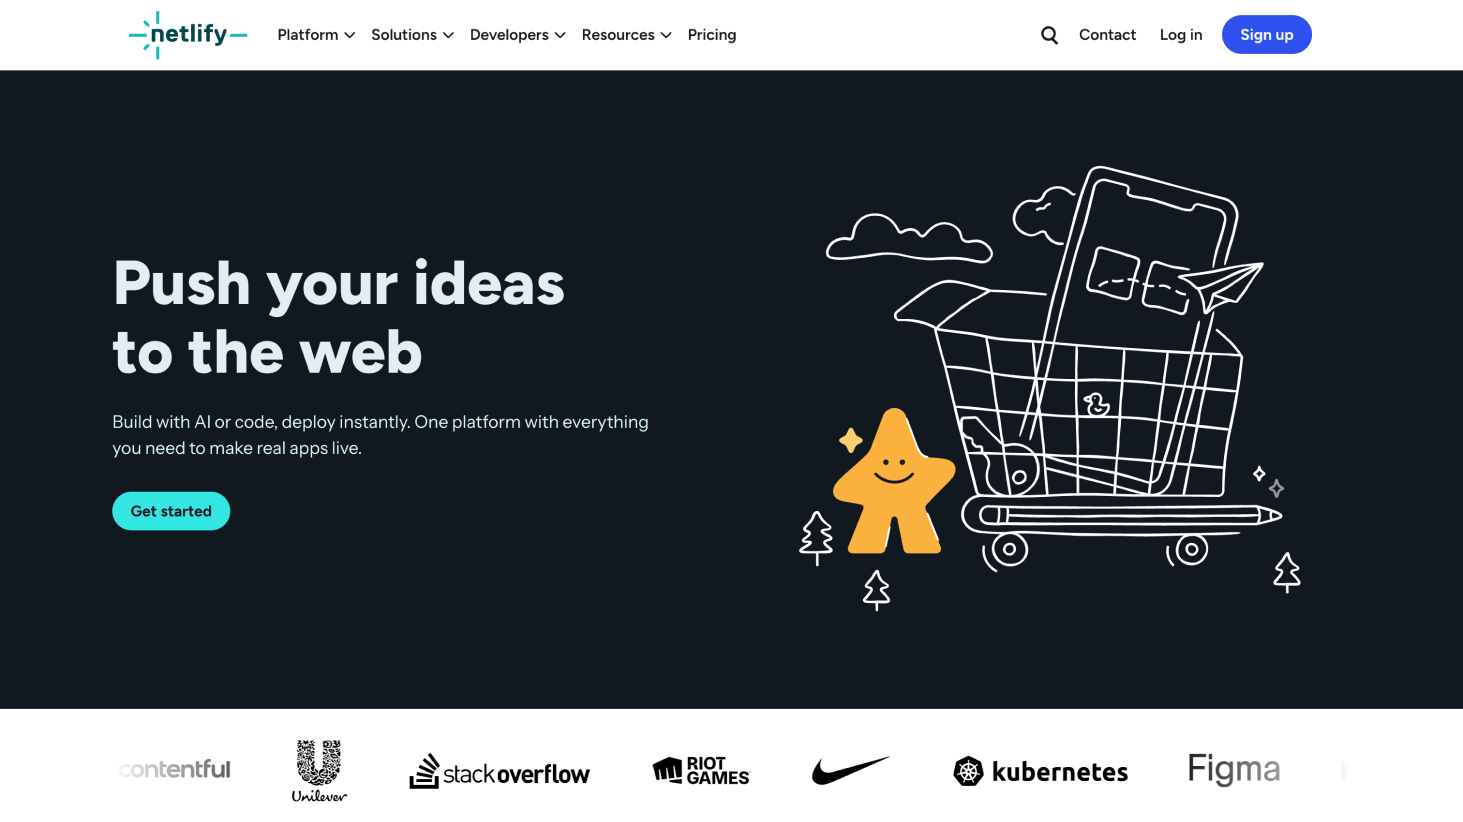 netlify
Platform
Solutions
Developers
Resources
Pricing
Contact
Log in
Sign up
Push your ideas
to the web
Build with AI or code, deploy instantly. One platform with everything
you need to make real apps live.
Get started
contentful
Unilever
stack overflow
RIOT
GAMES
kubernetes
Figma